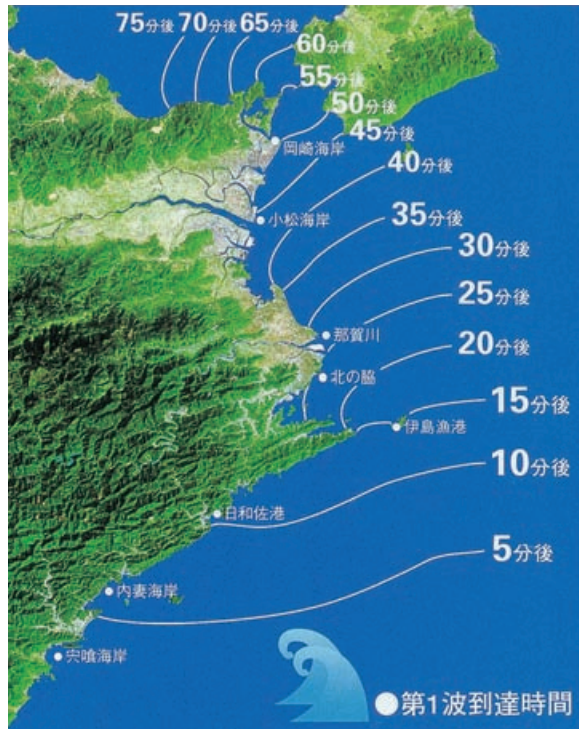 75分後 70分後 65分後
60分後
55分後
50分後
45分後
岡崎海岸
40分後
小松海岸
35分後
30分後
25分後
那賀川
20分後
北の脇
15分後
伊島漁港
10分後
日和佐港
5分後
内妻海岸
宍喰海岸
●第1波到達時間